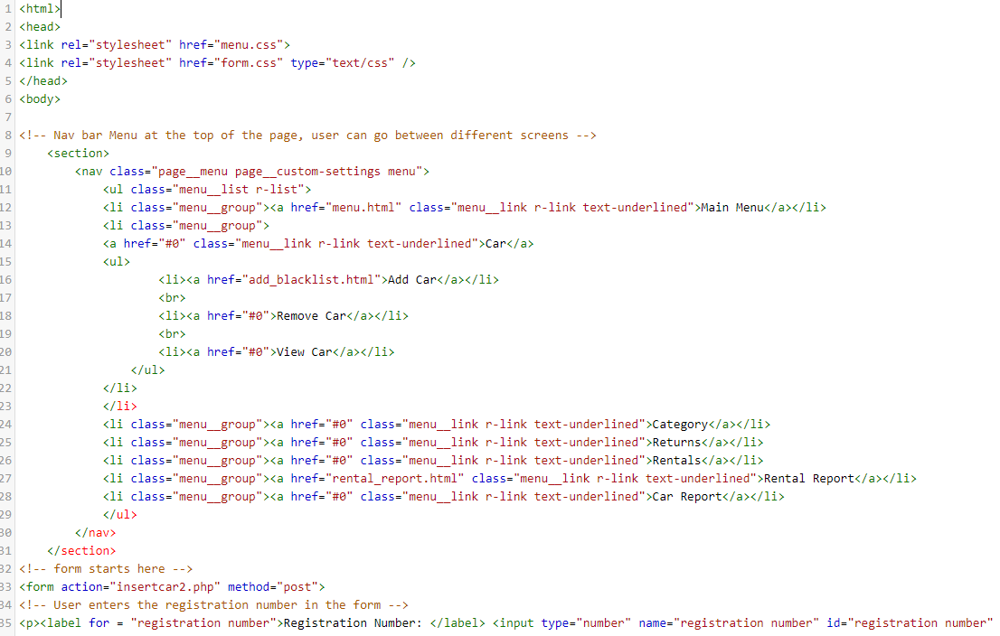 1 <html>
2 <head>
3 <link rel="stylesheet" href="menu.css">
4 <link rel="stylesheet" href="form.css" type="text/css" />
5 </head>
6 <body>
7
8 <!-- Nav bar Menu at the top of the page, user can go between different screens -->
9 <section>
10 <nav class="page__menu page__custom-settings menu">
11 <ul class="menu__list r-list">
12 <li class="menu__group"><a href="menu.html" class="menu__link r-link text-underlined">Main Menu</a></li>
13 <li class="menu__group">
14 <a href="#0" class="menu__link r-link text-underlined">Car</a>
15 <ul>
16 <li><a href="add_blacklist.html">Add Car</a></li>
17 <br>
18 <li><a href="#0">Remove Car</a></li>
19 <br>
20 <li><a href="#0">View Car</a></li>
21 </ul>
22 </li>
23 </li>
24 <li class="menu__group"><a href="#0" class="menu__link r-link text-underlined">Category</a></li>
25 <li class="menu__group"><a href="#0" class="menu__link r-link text-underlined">Returns</a></li>
26 <li class="menu__group"><a href="#0" class="menu__link r-link text-underlined">Rentals</a></li>
27 <li class="menu__group"><a href="rental_report.html" class="menu__link r-link text-underlined">Rental Report</a></li>
28 <li class="menu__group"><a href="#0" class="menu__link r-link text-underlined">Car Report</a></li>
29 </ul>
30 </nav>
31 </section>
32 <!-- form starts here -->
33 <form action="insertcar2.php" method="post">
34 <!-- User enters the registration number in the form -->
35 <p><label for = "registration number">Registration Number: </label> <input type="number" name="registration number" id="registration number"